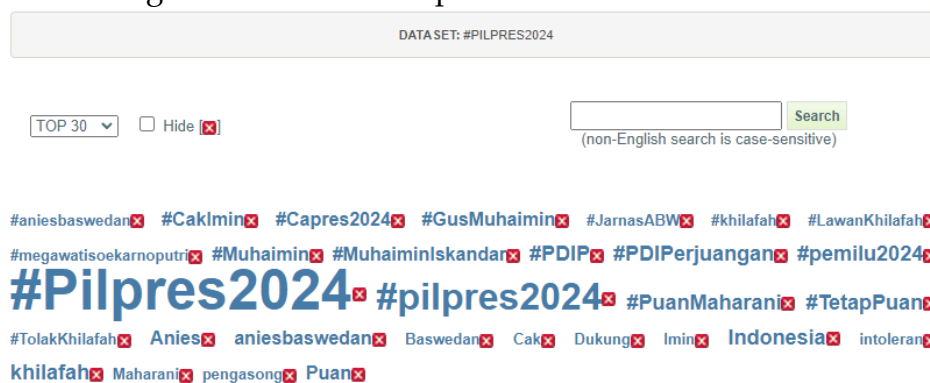 DATASET: #PILPRES2024
TOP 30 Hide [x] Search
(non-English search is case-sensitive)
#aniesbaswedan #CakImin #Capres2024 #GusMuhaimin #JarnasABW #khilafah #LawanKhilafah
#megawatisoekarnoputri #Muhaimin #MuhaiminIskandar #PDIP #PDIPerjuangan #pemilu2024
#Pilpres2024 #pilpres2024 #PuanMaharani #TetapPuan
#TolakKhilafah Anies aniesbaswedan Baswedan Cak Dukung Imin Indonesia intoleran
khilafah Maharani pengasong Puan